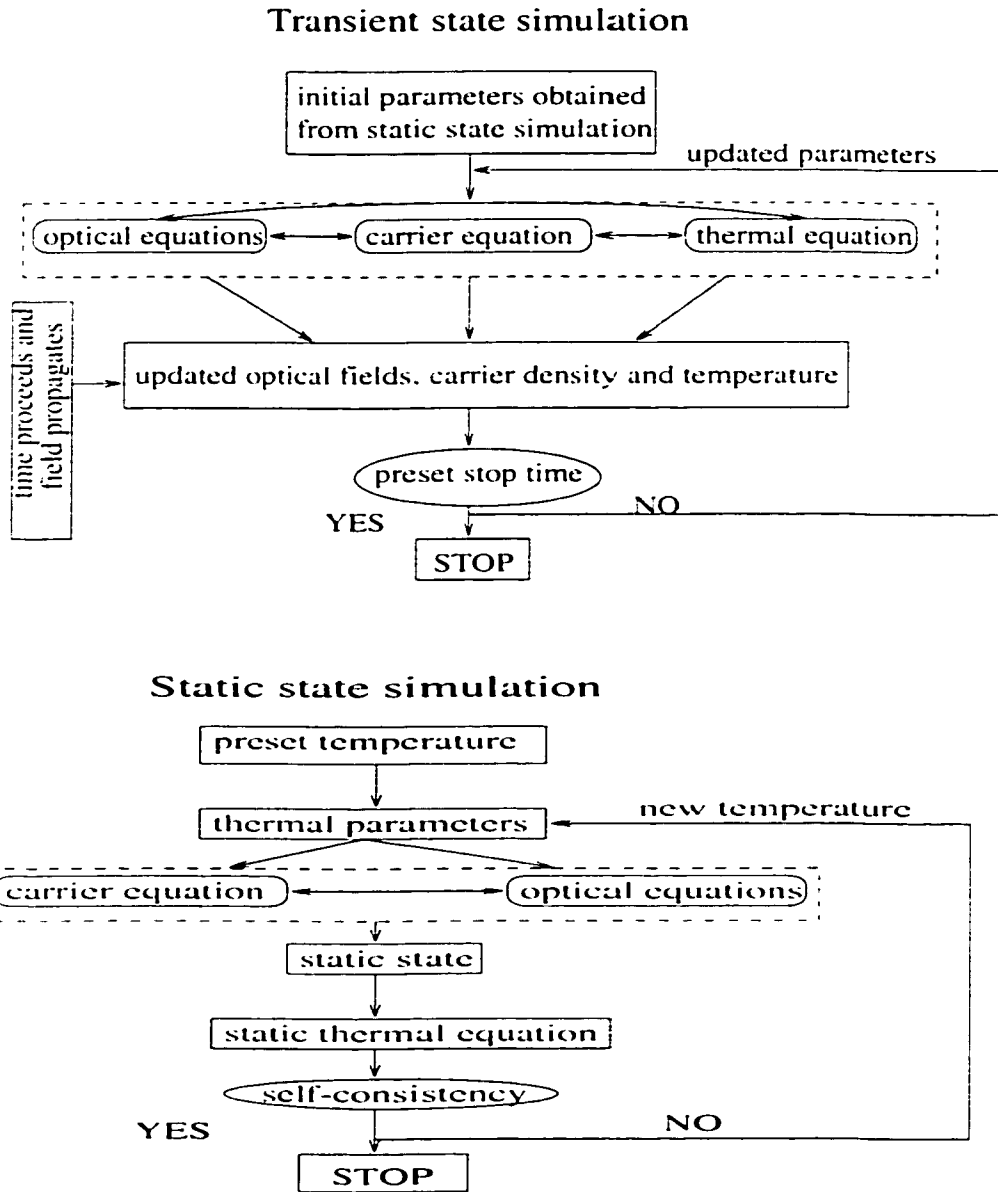 Transient state simulation
initial parameters obtained
from static state simulation
updated parameters
optical equations
carrier equation
thermal equation
time proceeds and
field propagates
updated optical fields, carrier density and temperature
preset stop time
YES
NO
STOP
Static state simulation
preset temperature
thermal parameters
new temperature
carrier equation
optical equations
static state
static thermal equation
self-consistency
YES
NO
STOP